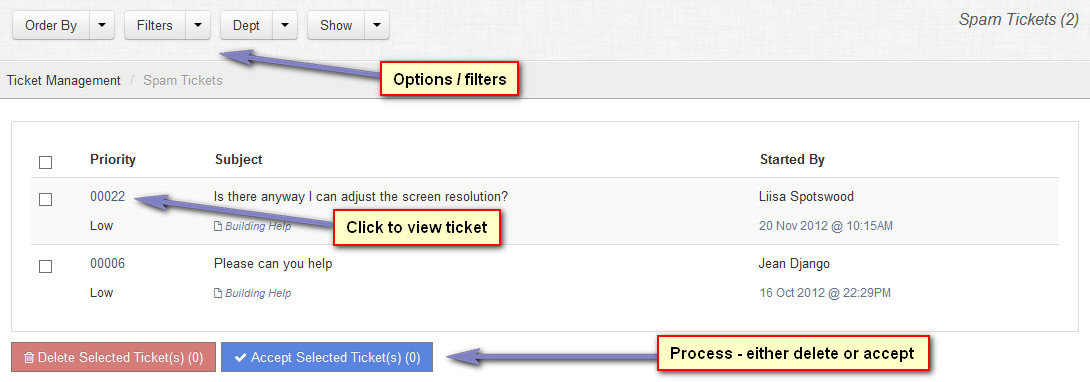 Order By Filters Dept Show Spam Tickets (2)
Options / filters
Ticket Management / Spam Tickets
Priority Subject Started By
00022 Is there anyway I can adjust the screen resolution? Liisa Spotswood
Low Building Help 20 Nov 2012 @ 10:15AM
Click to view ticket
00006 Please can you help Jean Django
Low Building Help 16 Oct 2012 @ 22:29PM
Delete Selected Ticket(s) (0) Accept Selected Ticket(s) (0)
Process - either delete or accept